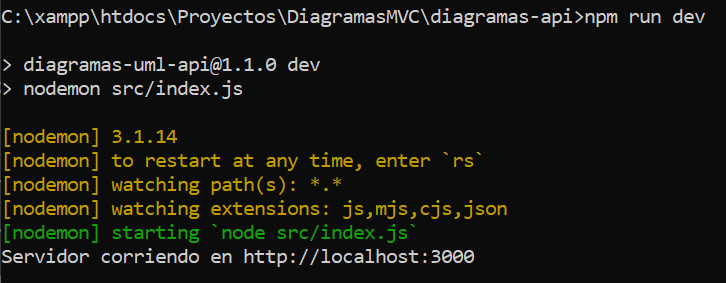 C:\xampp\htdocs\Proyectos\DiagramasMVC\diagramas-api>npm run dev
> diagramas-uml-api@1.1.0 dev
> nodemon src/index.js
[nodemon] 3.1.14
[nodemon] to restart at any time, enter `rs`
[nodemon] watching path(s): *.*
[nodemon] watching extensions: js,mjs,cjs,json
[nodemon] starting `node src/index.js`
Servidor corriendo en http://localhost:3000